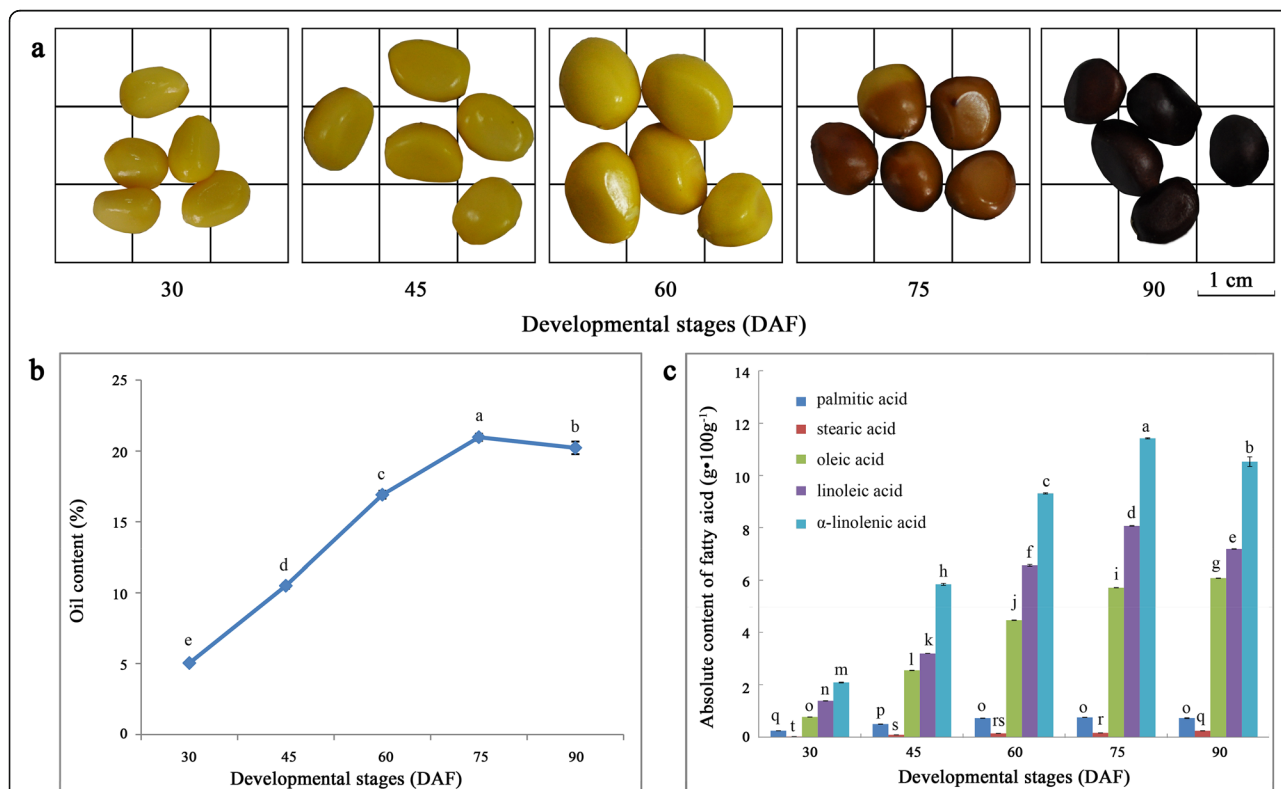 a
30 45 60 75 90 1 cm
Developmental stages (DAF)
b
Oil content (%)
25
20
15
10
5
0
e
d
c
a
b
30 45 60 75 90
Developmental stages (DAF)
c
Absolute content of fatty aicd (g•100g-1)
14
12
10
8
6
4
2
0
palmitic acid
stearic acid
oleic acid
linoleic acid
α-linolenic acid
q t o n m
p s l k h
o rs j f c
o r i d a
o q g e b
30 45 60 75 90
Developmental stages (DAF)